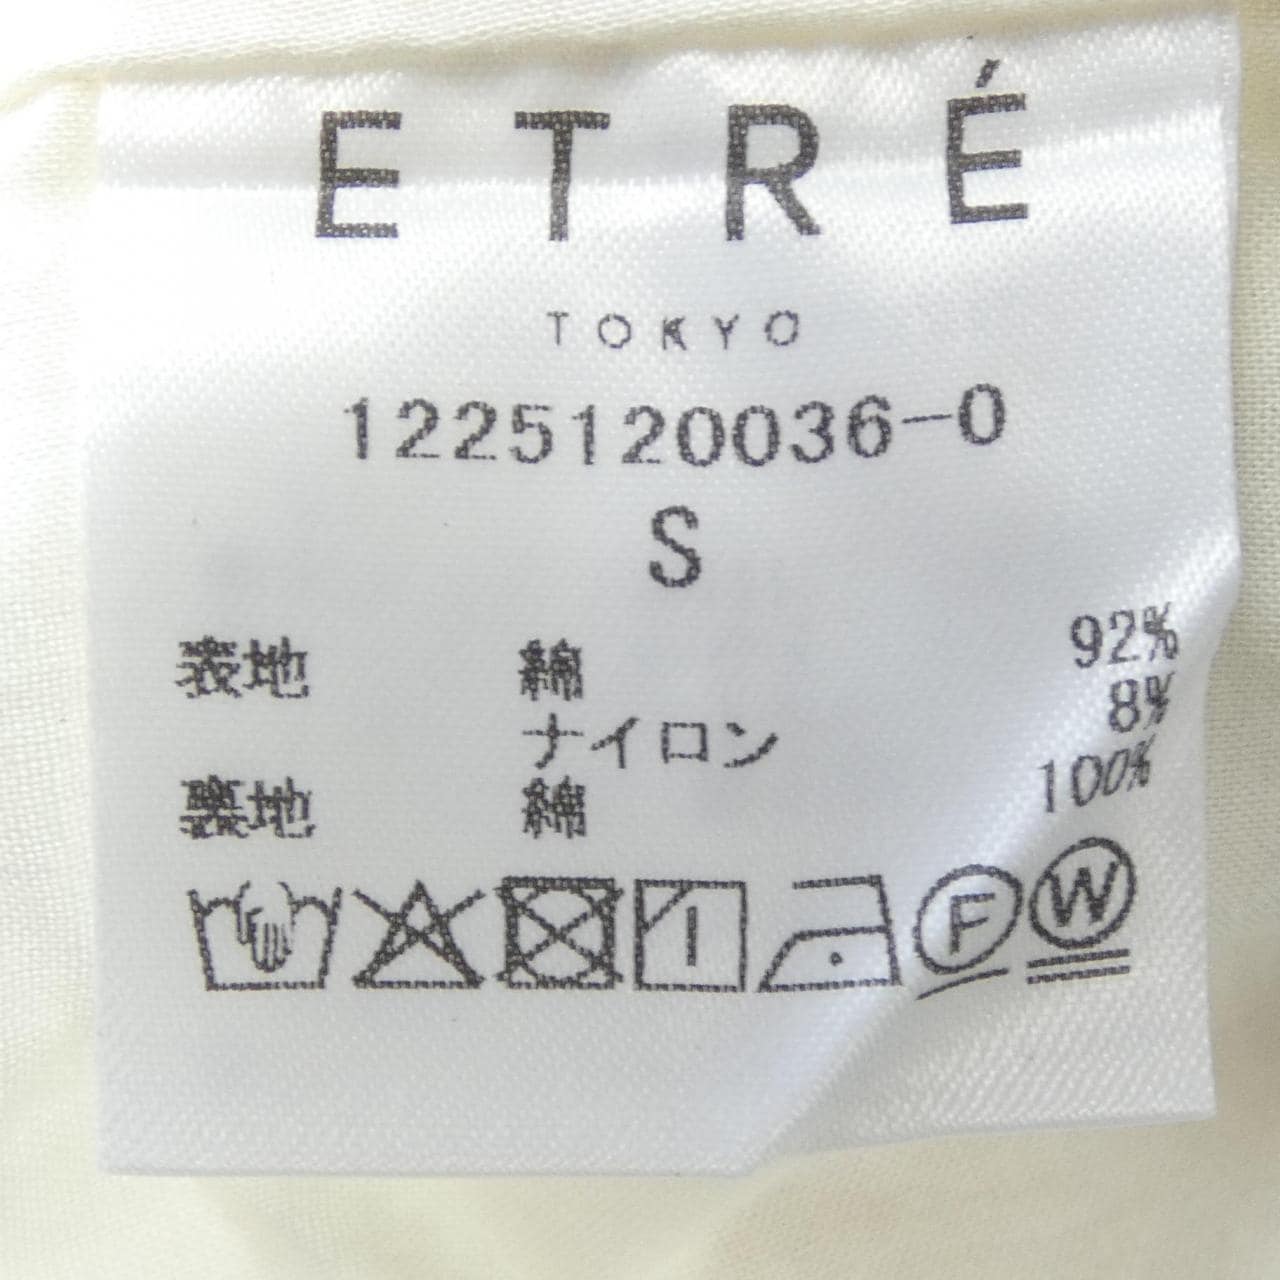 ETRÉ
TOKYO
1225120036-0
S
表地 綿 92%
ナイロン 8%
裏地 綿 100%
F W